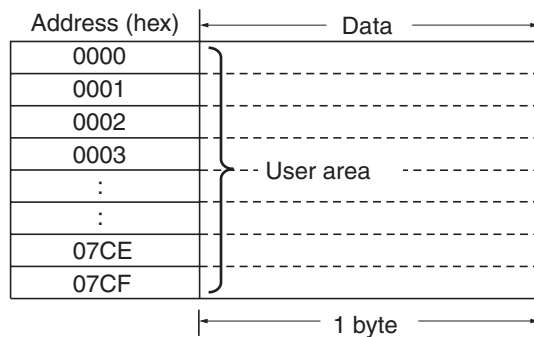 Address (hex) Data
0000
0001
0002
0003
User area
:
:
07CE
07CF
1 byte